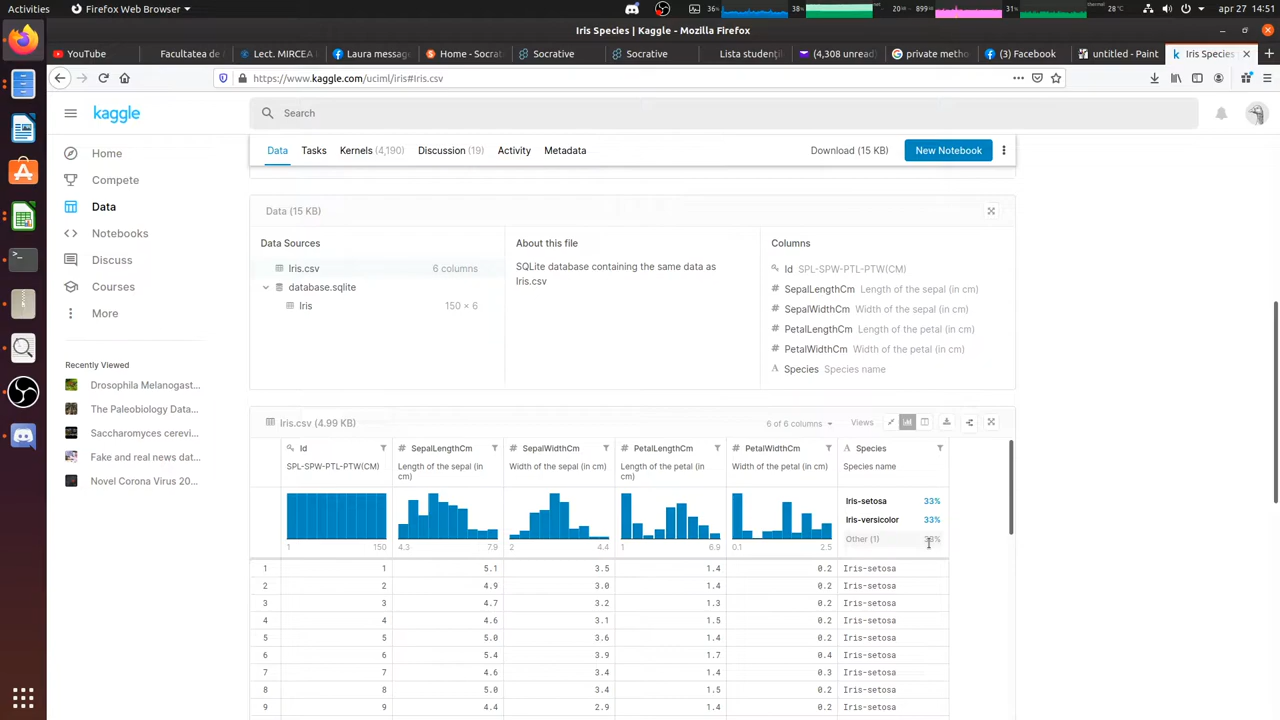 Activities
Firefox Web Browser
36%
38%
31%
28°C
apr 27 14:51
Iris Species | Kaggle - Mozilla Firefox
YouTube
Facultatea de
Lect. MIRCEA
Laura messag
Home - Socrat
Socrative
Socrative
Lista studenț
(4,308 unread)
private metho
(3) Facebook
untitled - Paint
Iris Species
https://www.kaggle.com/uciml/iris#Iris.csv
kaggle
Search
Data
Tasks
Kernels (4,190)
Discussion (19)
Activity
Metadata
Download (15 KB)
New Notebook
Home
Compete
Data
Notebooks
Discuss
Courses
More
Recently Viewed
Drosophila Melanogast...
The Paleobiology Data...
Saccharomyces cerevi...
Fake and real news dat...
Novel Corona Virus 20...
Data (15 KB)
Data Sources
Iris.csv 6 columns
database.sqlite
Iris 150 × 6
About this file
SQLite database containing the same data as
Iris.csv
Columns
Id SPL-SPW-PTL-PTW(CM)
# SepalLengthCm Length of the sepal (in cm)
# SepalWidthCm Width of the sepal (in cm)
# PetalLengthCm Length of the petal (in cm)
# PetalWidthCm Width of the petal (in cm)
A Species Species name
Iris.csv (4.99 KB)
6 of 6 columns
Views
Id # SepalLengthCm # SepalWidthCm # PetalLengthCm # PetalWidthCm A Species
SPL-SPW-PTL-PTW(CM) Length of the sepal (in cm) Width of the sepal (in cm) Length of the petal (in cm) Width of the petal (in cm) Species name
Iris-setosa 33%
Iris-versicolor 33%
Other (1) 33%
1 150 4.3 7.9 2 4.4 1 6.9 0.1 2.5
1 1 5.1 3.5 1.4 0.2 Iris-setosa
2 2 4.9 3.0 1.4 0.2 Iris-setosa
3 3 4.7 3.2 1.3 0.2 Iris-setosa
4 4 4.6 3.1 1.5 0.2 Iris-setosa
5 5 5.0 3.6 1.4 0.2 Iris-setosa
6 6 5.4 3.9 1.7 0.4 Iris-setosa
7 7 4.6 3.4 1.4 0.3 Iris-setosa
8 8 5.0 3.4 1.5 0.2 Iris-setosa
9 9 4.4 2.9 1.4 0.2 Iris-setosa